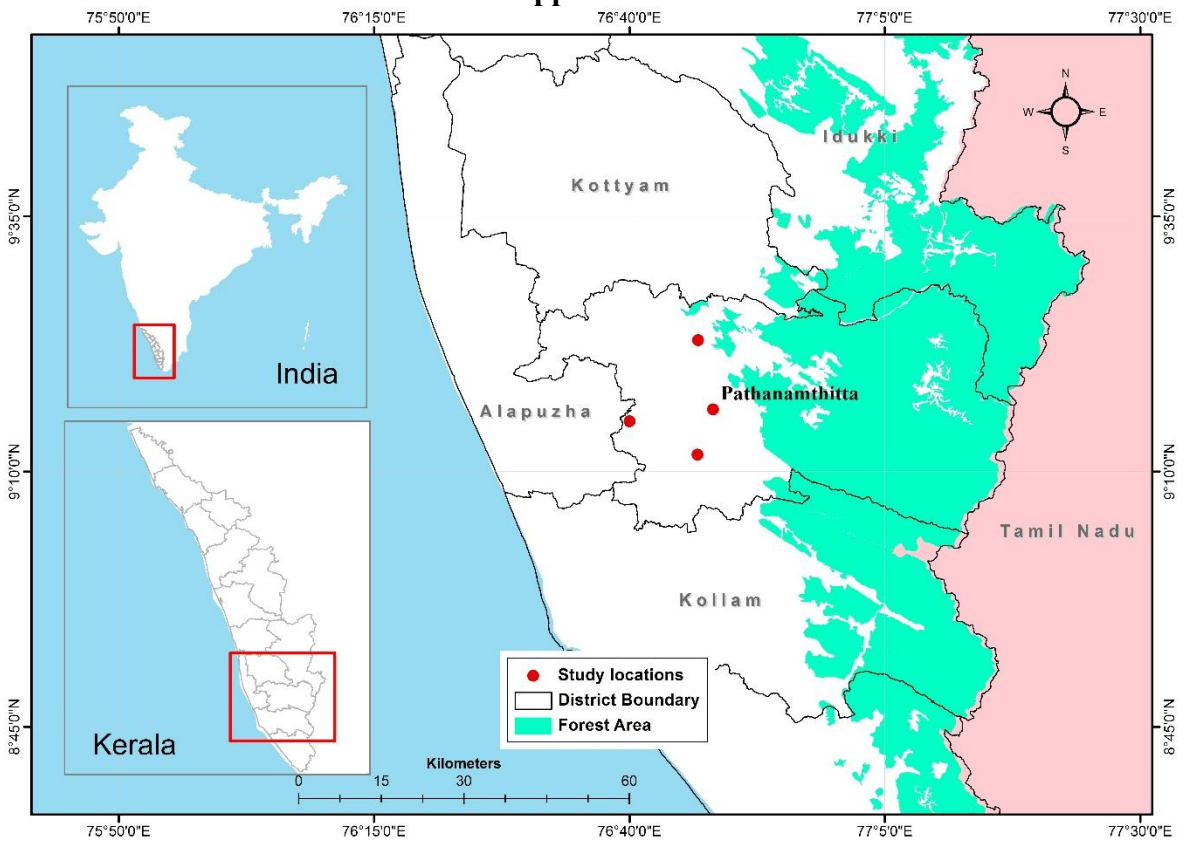 75°50'0"E 76°15'0"E 76°40'0"E 77°5'0"E 77°30'0"E
N
W E
S
Idukki
Kottyam
9°35'0"N 9°35'0"N
India
Pathanamthitta
Alapuzha
9°10'0"N 9°10'0"N
Tamil Nadu
Kollam
Study locations
District Boundary
Forest Area
8°45'0"N 8°45'0"N
Kerala
Kilometers
0 15 30 60
75°50'0"E 76°15'0"E 76°40'0"E 77°5'0"E 77°30'0"E